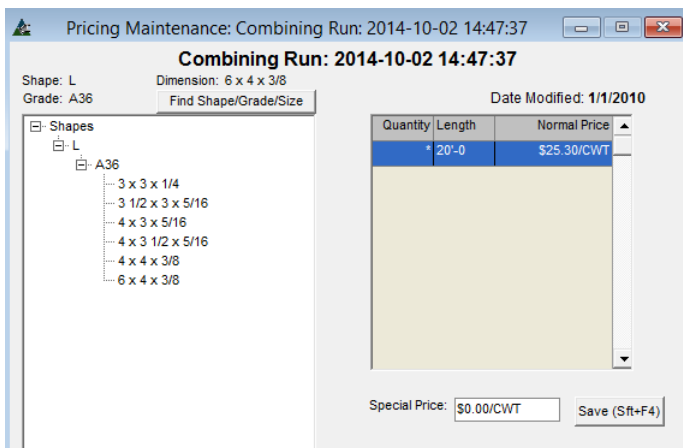 Pricing Maintenance: Combining Run: 2014-10-02 14:47:37
Combining Run: 2014-10-02 14:47:37
Shape: L Dimension: 6 x 4 x 3/8
Grade: A36 Find Shape/Grade/Size Date Modified: 1/1/2010
Shapes
L
A36
3 x 3 x 1/4
3 1/2 x 3 x 5/16
4 x 3 x 5/16
4 x 3 1/2 x 5/16
4 x 4 x 3/8
6 x 4 x 3/8
Quantity Length Normal Price
* 20'-0 $25.30/CWT
Special Price: $0.00/CWT Save (Sft+F4)